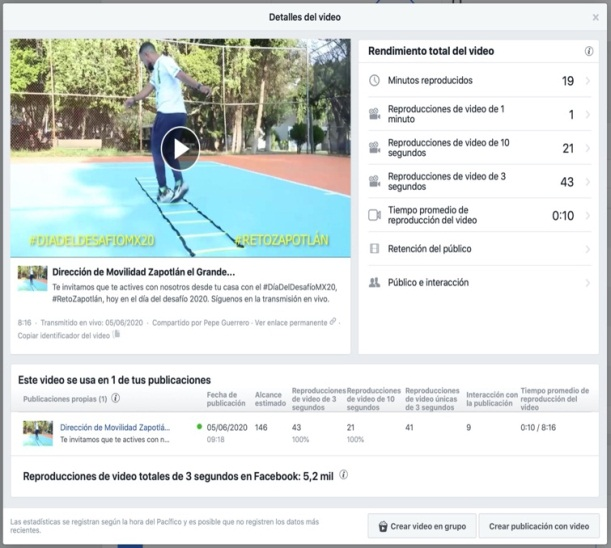 Detalles del video
x
#DIADELDESAFIOMX20
#RETOZAPOTLÁN
Dirección de Movilidad Zapotlán el Grande...
Te invitamos que te actives con nosotros desde tu casa con el #DíaDelDesafíoMX20,
#RetoZapotlán, hoy en el día del desafío 2020. Síguenos en la transmisión en vivo.
8:16 · Transmitido en vivo: 05/06/2020 · Compartido por Pepe Guerrero · Ver enlace permanente ·
Copiar identificador del video
Rendimiento total del video
Minutos reproducidos 19
Reproducciones de video de 1
minuto 1
Reproducciones de video de 10
segundos 21
Reproducciones de video de 3
segundos 43
Tiempo promedio de
reproducción del video 0:10
Retención del público
Público e interacción
Este video se usa en 1 de tus publicaciones
Publicaciones propias (1)
Fecha de
publicación
Alcance
estimado
Reproducciones
de video de 3
segundos
Reproducciones
de video de 10
segundos
Reproducciones
de video únicas
de 3 segundos
Interacción con
la publicación
Tiempo promedio de
reproducción del
video
Dirección de Movilidad Zapotlá... 05/06/2020 146 43 21 41 9 0:10 / 8:16
Te invitamos que te actives con n... 09:18 100% 100%
Reproducciones de video totales de 3 segundos en Facebook: 5,2 mil
Las estadísticas se registran según la hora del Pacífico y es posible que no registren los datos más
recientes.
Crear video en grupo
Crear publicación con video